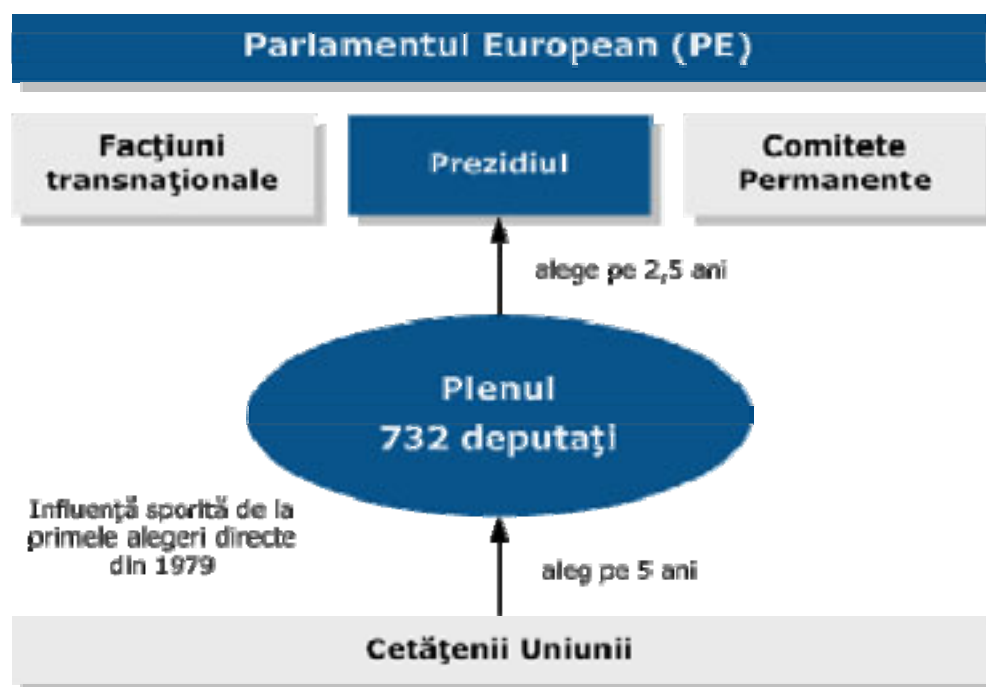 Parlamentul European (PE)
Facţiuni
transnaţionale
Prezidiul
Comitete
Permanente
alege pe 2,5 ani
Plenul
732 deputaţi
Influenţă sporită de la
primele alegeri directe
din 1979
aleg pe 5 ani
Cetăţenii Uniunii